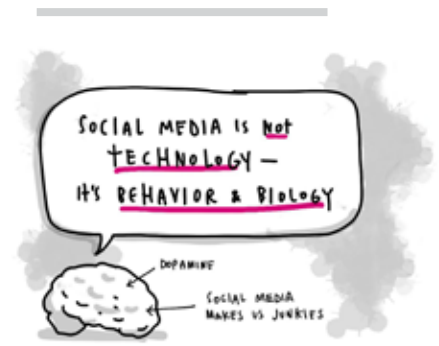 SOCIAL MEDIA IS NOT
TECHNOLOGY —
IT'S BEHAVIOR & BIOLOGY
DOPAMINE
SOCIAL MEDIA
MAKES US JUNKIES